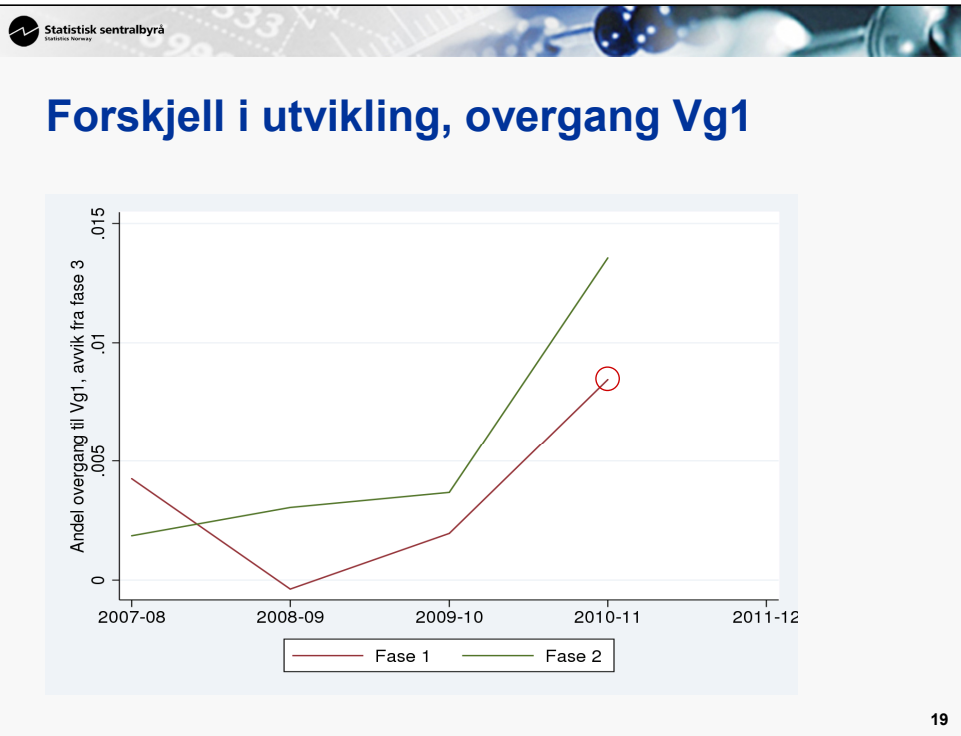 Statistisk sentralbyrå
Statistics Norway
Forskjell i utvikling, overgang Vg1
Andel overgang til Vg1, avvik fra fase 3
.015
.01
.005
0
2007-08 2008-09 2009-10 2010-11 2011-12
Fase 1 Fase 2
19